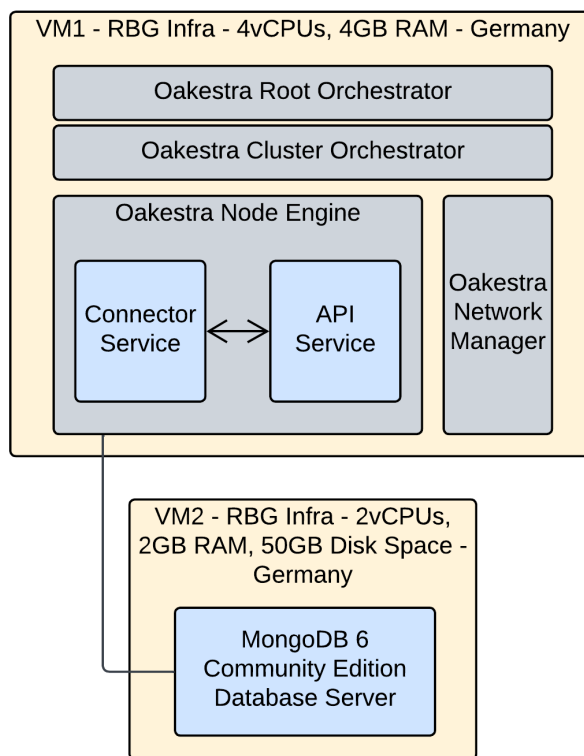 VM1 - RBG Infra - 4vCPUs, 4GB RAM - Germany
Oakestra Root Orchestrator
Oakestra Cluster Orchestrator
Oakestra Node Engine
Connector
Service
API
Service
Oakestra
Network
Manager
VM2 - RBG Infra - 2vCPUs,
2GB RAM, 50GB Disk Space -
Germany
MongoDB 6
Community Edition
Database Server